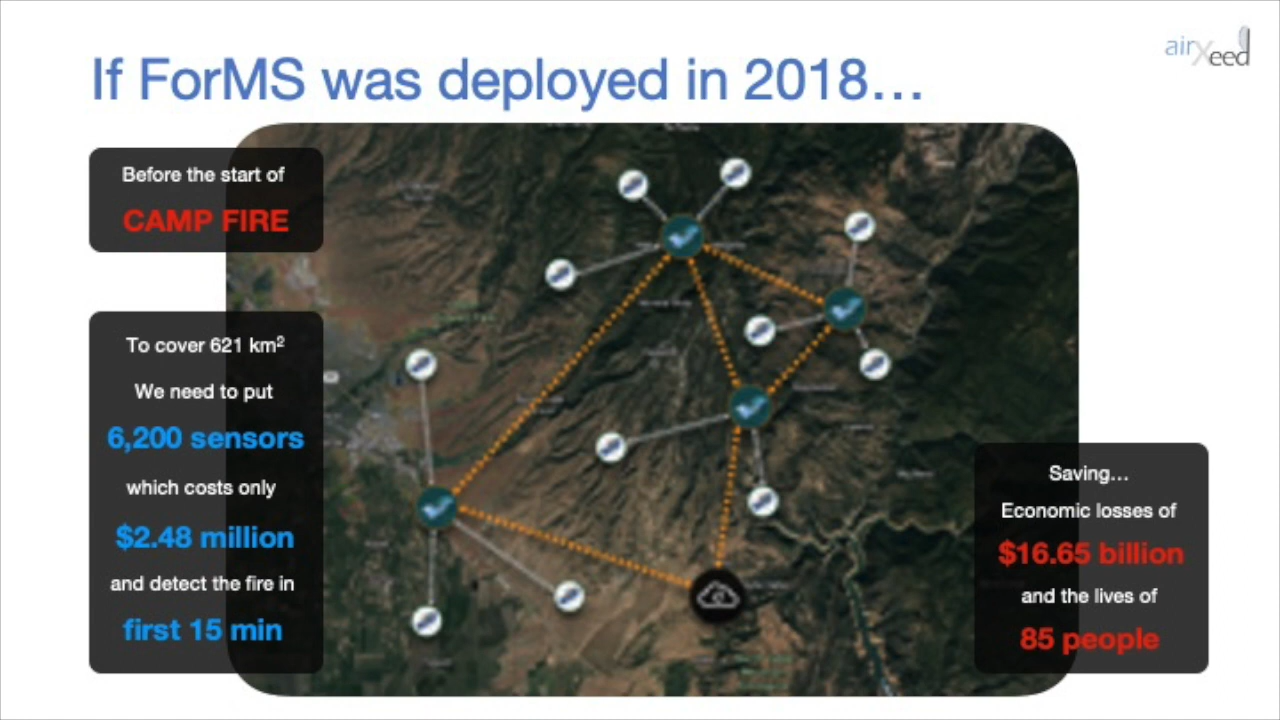 airXeed
If ForMS was deployed in 2018…
Before the start of
CAMP FIRE
To cover 621 km²
We need to put
6,200 sensors
which costs only
$2.48 million
and detect the fire in
first 15 min
Saving…
Economic losses of
$16.65 billion
and the lives of
85 people